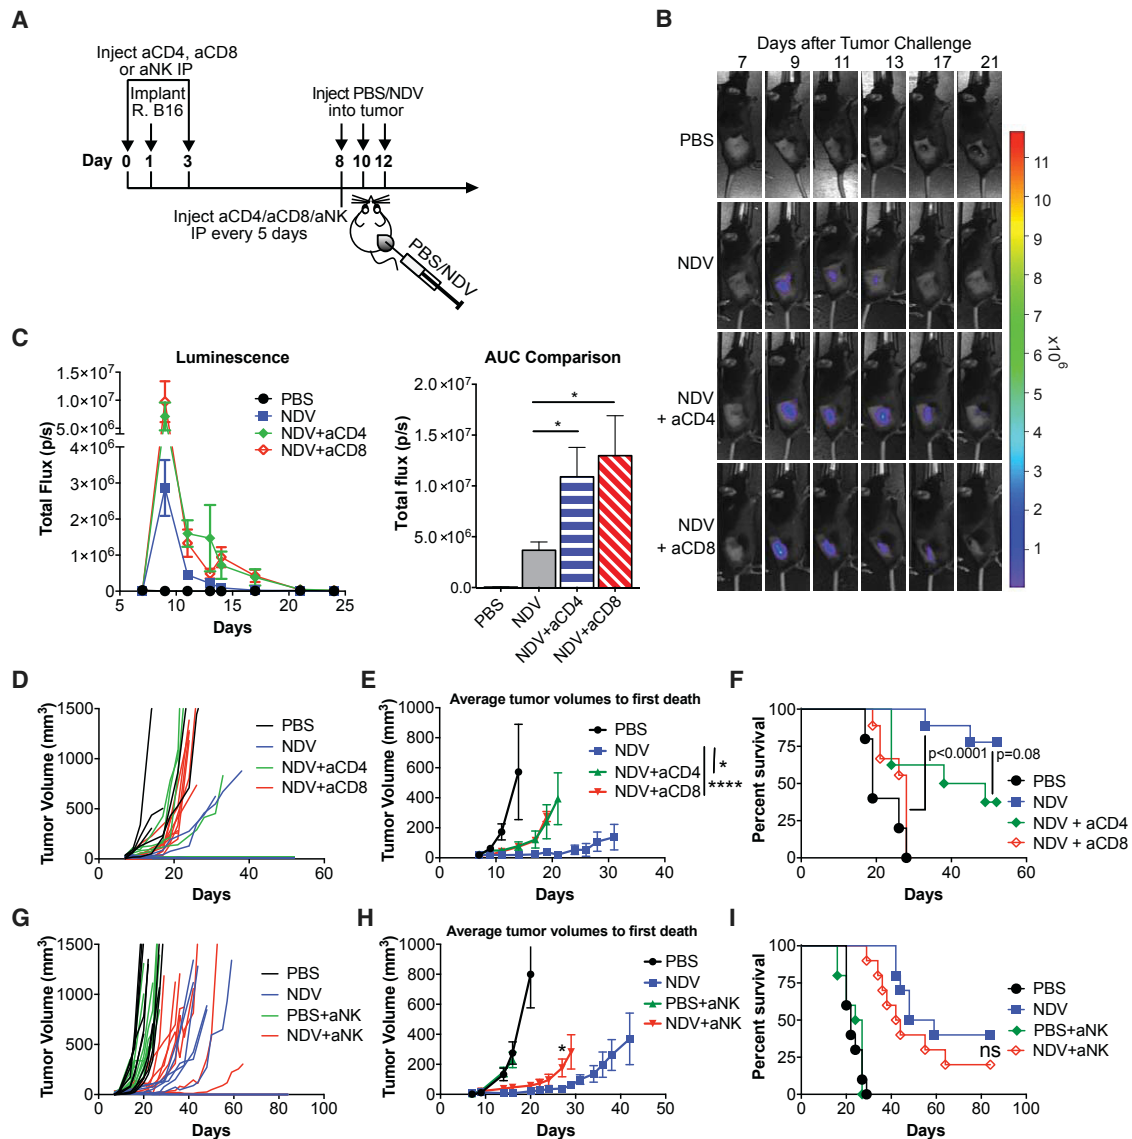 A
Inject aCD4, aCD8
or aNK IP
Implant
R. B16
Inject PBS/NDV
into tumor
Day 0 1 3 8 10 12
Inject aCD4/aCD8/aNK
IP every 5 days
PBS/NDV
B
Days after Tumor Challenge
7 9 11 13 17 21
PBS
NDV
NDV
+ aCD4
NDV
+ aCD8
11
10
9
8
7
6
5
4
3
2
1
x10^6
C
Luminescence
Total Flux (p/s)
1.5×10^7
1.0×10^7
5.0×10^6
4×10^6
3×10^6
2×10^6
1×10^6
0
5 10 15 20 25
Days
PBS
NDV
NDV+aCD4
NDV+aCD8
AUC Comparison
Total flux (p/s)
2.0×10^7
1.5×10^7
1.0×10^7
5.0×10^6
0.0
*
*
PBS
NDV
NDV+aCD4
NDV+aCD8
D
Tumor Volume (mm³)
1500
1000
500
0
0 20 40 60
Days
PBS
NDV
NDV+aCD4
NDV+aCD8
E
Average tumor volumes to first death
Tumor Volume (mm³)
1000
800
600
400
200
0
0 10 20 30 40
Days
PBS
NDV
NDV+aCD4
NDV+aCD8
*
****
F
Percent survival
100
75
50
25
0
0 20 40 60
Days
p<0.0001
p=0.08
PBS
NDV
NDV + aCD4
NDV + aCD8
G
Tumor Volume (mm³)
1500
1000
500
0
0 20 40 60 80 100
Days
PBS
NDV
PBS+aNK
NDV+aNK
H
Average tumor volumes to first death
Tumor Volume (mm³)
1000
800
600
400
200
0
0 10 20 30 40 50
Days
PBS
NDV
PBS+aNK
NDV+aNK
*
I
Percent survival
100
75
50
25
0
0 20 40 60 80 100
Days
PBS
NDV
PBS+aNK
NDV+aNK
ns